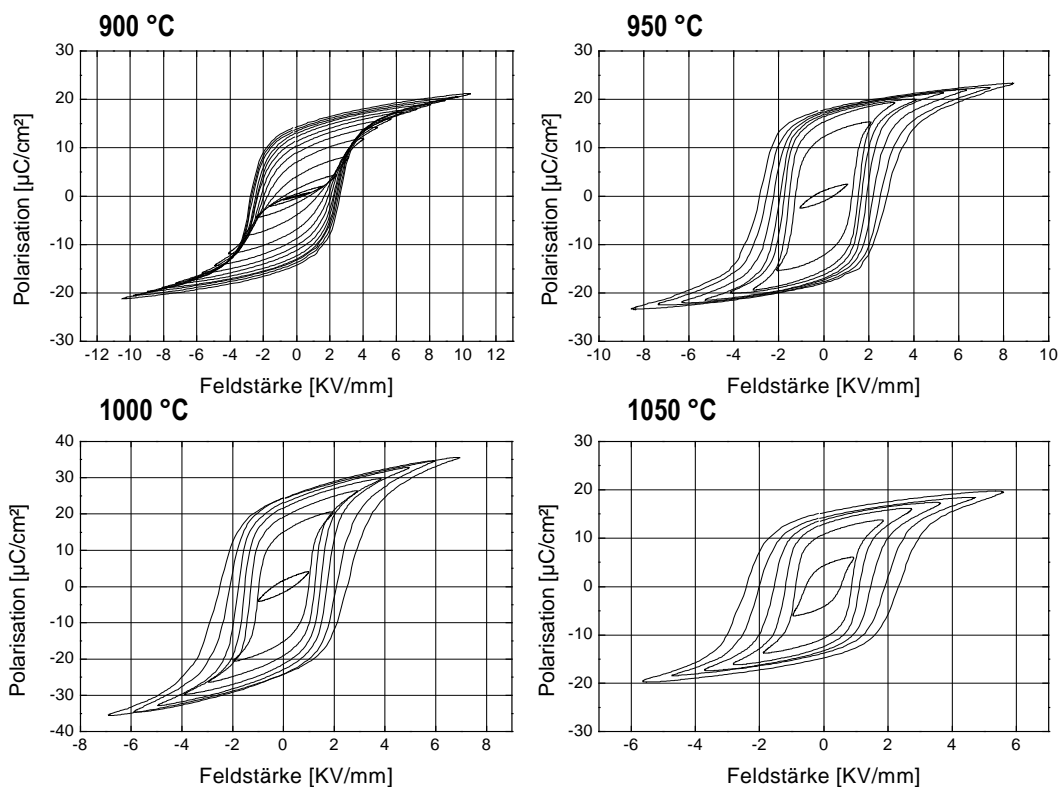 900 °C
30
20
10
0
-10
-20
-30
-12 -10 -8 -6 -4 -2 0 2 4 6 8 10 12
Polarisation [µC/cm²]
Feldstärke [KV/mm]
950 °C
30
20
10
0
-10
-20
-30
-10 -8 -6 -4 -2 0 2 4 6 8 10
Polarisation [µC/cm²]
Feldstärke [KV/mm]
1000 °C
40
30
20
10
0
-10
-20
-30
-40
-8 -6 -4 -2 0 2 4 6 8
Polarisation [µC/cm²]
Feldstärke [KV/mm]
1050 °C
30
20
10
0
-10
-20
-30
-6 -4 -2 0 2 4 6
Polarisation [µC/cm²]
Feldstärke [KV/mm]